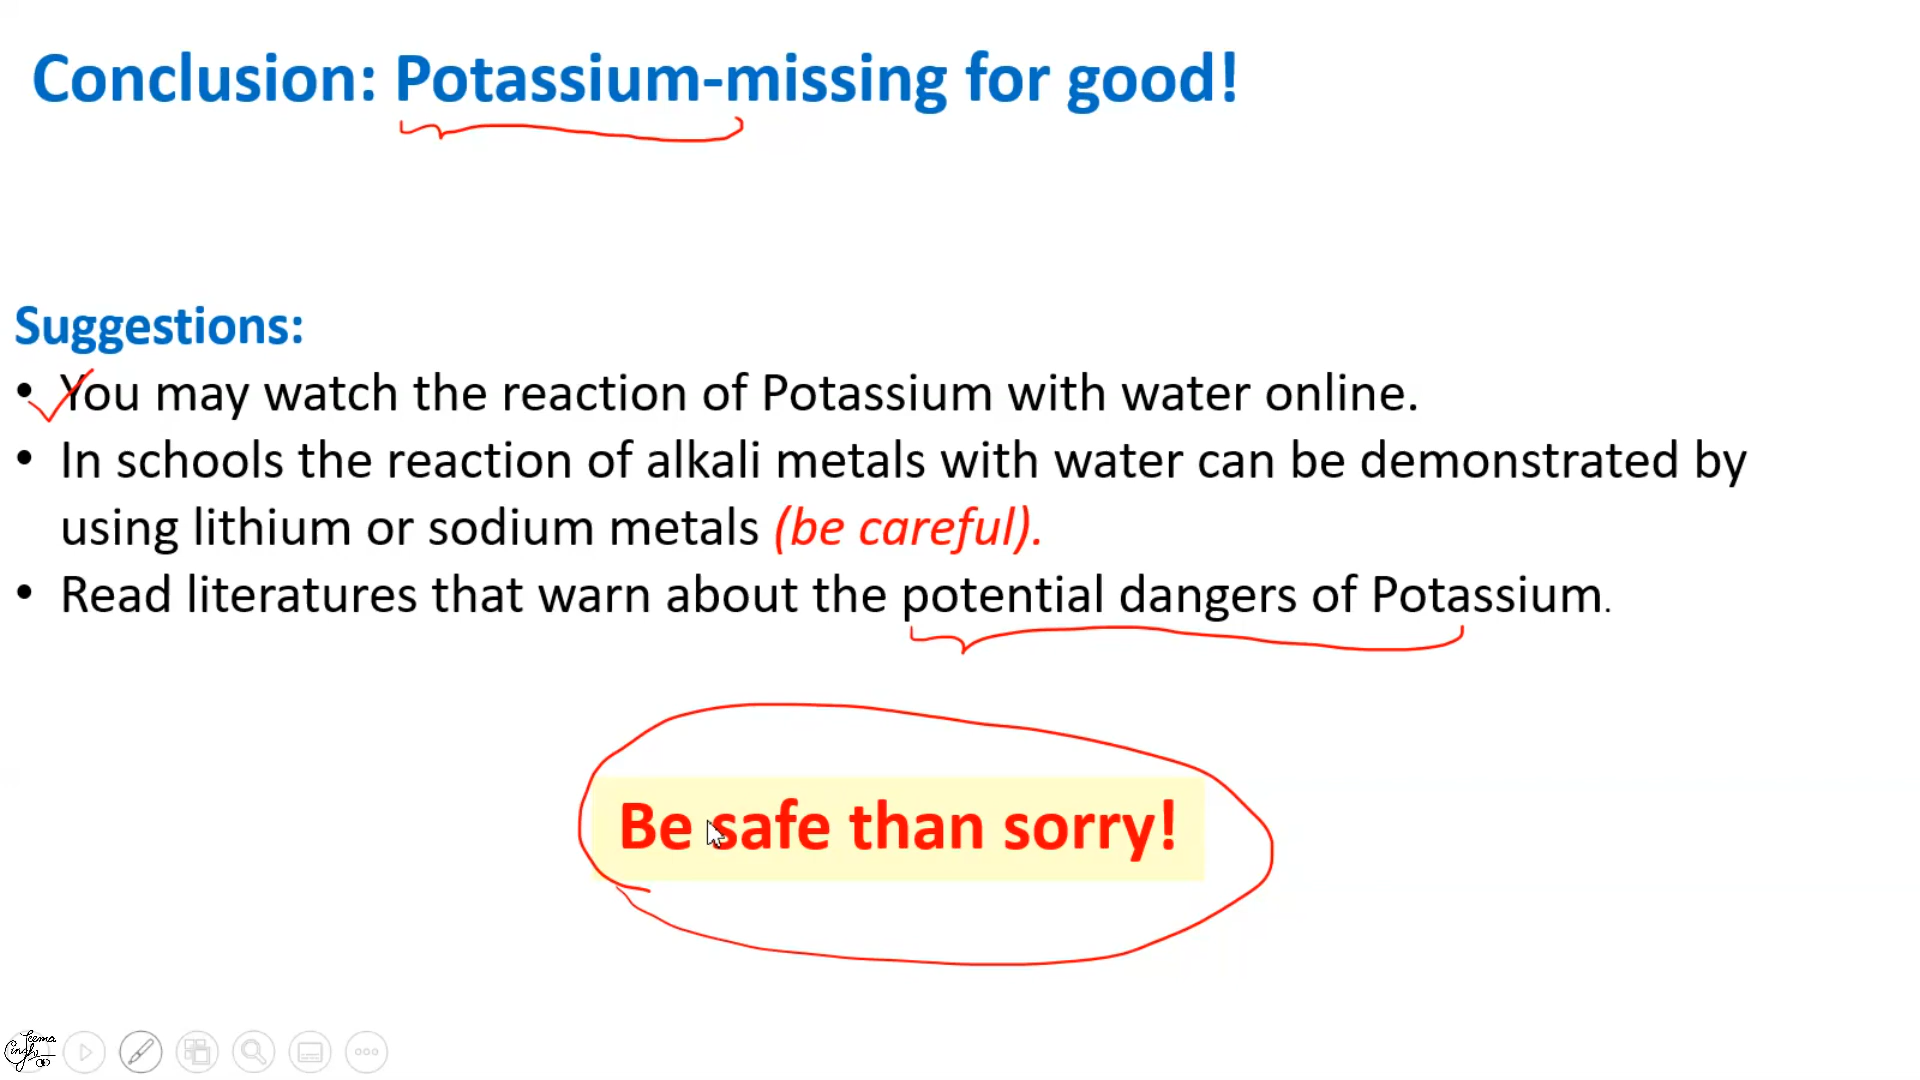 Conclusion: Potassium-missing for good!
Suggestions:
• You may watch the reaction of Potassium with water online.
• In schools the reaction of alkali metals with water can be demonstrated by
using lithium or sodium metals (be careful).
• Read literatures that warn about the potential dangers of Potassium.
Be safe than sorry!